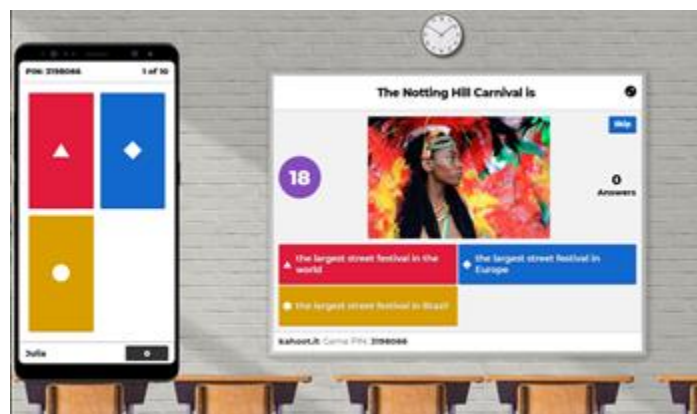 PIN: 3198066 1 of 10
Julia 0
The Notting Hill Carnival is
Skip
18
0
Answers
the largest street festival in the
world
the largest street festival in
Europe
the largest street festival in Brazil
kahoot.it Game PIN: 3198066